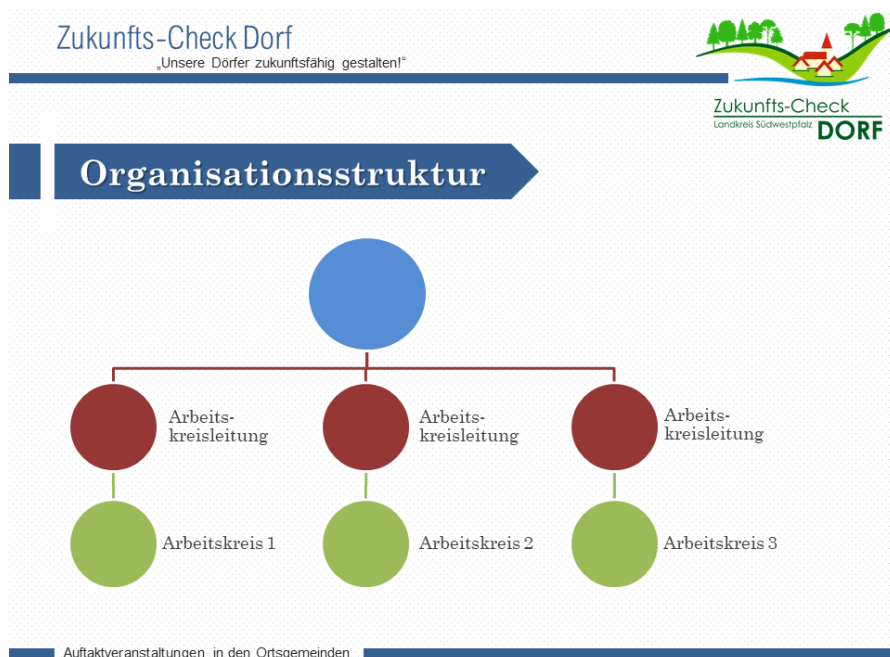 Zukunfts-Check Dorf
„Unsere Dörfer zukunftsfähig gestalten!“
Zukunfts-Check
Landkreis Südwestpfalz DORF
Organisationsstruktur
Arbeits-
kreisleitung
Arbeits-
kreisleitung
Arbeits-
kreisleitung
Arbeitskreis 1
Arbeitskreis 2
Arbeitskreis 3
Auftaktveranstaltungen in den Ortsgemeinden